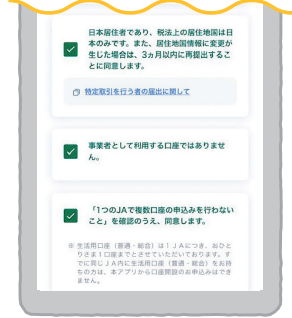 日本居住者であり、税法上の居住地国は日
本のみです。また、居住地国情報に変更が
生じた場合は、3ヵ月以内に再提出するこ
とに同意します。
特定取引を行う者の届出に関して
事業者として利用する口座ではありませ
ん。
「1つのJAで複数口座の申込みを行わない
こと」を確認のうえ、同意します。
※ 生活用口座（普通・総合）は１ＪＡにつき、おひと
りさま１口座までとさせていただいております。す
でに同じＪＡ内に生活用口座（普通・総合）をお持
ちの方は、本アプリから口座開設のお申込みはでき
ません。